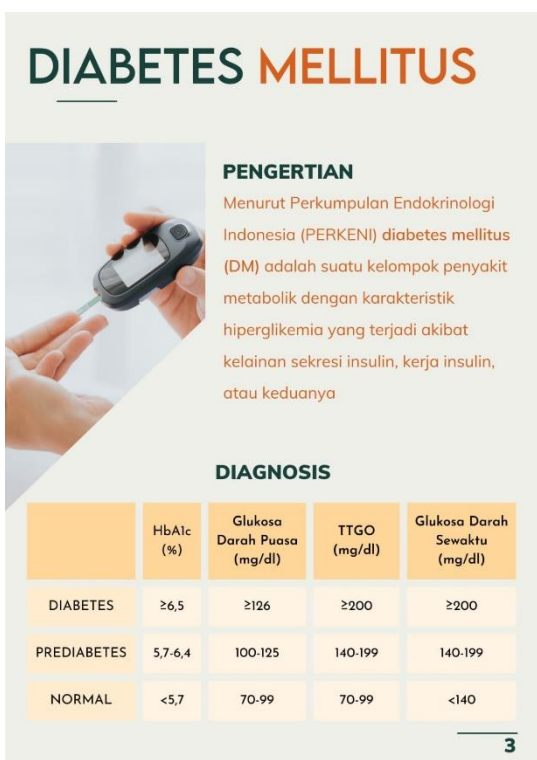 DIABETES MELLITUS
PENGERTIAN
Menurut Perkumpulan Endokrinologi
Indonesia (PERKENI) diabetes mellitus
(DM) adalah suatu kelompok penyakit
metabolik dengan karakteristik
hiperglikemia yang terjadi akibat
kelainan sekresi insulin, kerja insulin,
atau keduanya
DIAGNOSIS
HbA1c (%) Glukosa Darah Puasa (mg/dl) TTGO (mg/dl) Glukosa Darah Sewaktu (mg/dl)
DIABETES ≥6,5 ≥126 ≥200 ≥200
PREDIABETES 5,7-6,4 100-125 140-199 140-199
NORMAL <5,7 70-99 70-99 <140
3